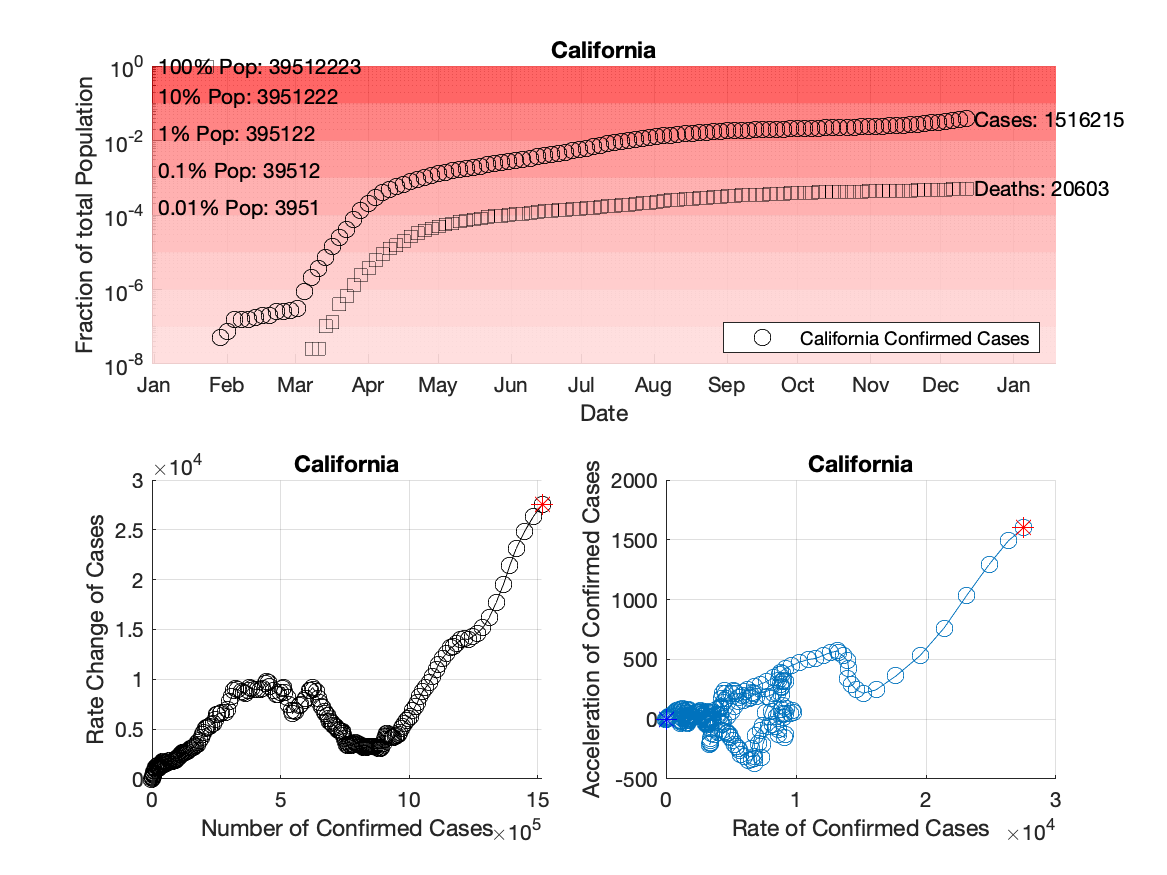 California
10^0
10^-2
10^-4
10^-6
10^-8
Fraction of total Population
100% Pop: 39512223
10% Pop: 3951222
1% Pop: 395122
0.1% Pop: 39512
0.01% Pop: 3951
Cases: 1516215
Deaths: 20603
California Confirmed Cases
Jan Feb Mar Apr May Jun Jul Aug Sep Oct Nov Dec Jan
Date
California
×10^4
3
2.5
2
1.5
1
0.5
0
Rate Change of Cases
0 5 10 15
Number of Confirmed Cases
×10^5
California
2000
1500
1000
500
0
-500
Acceleration of Confirmed Cases
0 1 2 3
Rate of Confirmed Cases
×10^4